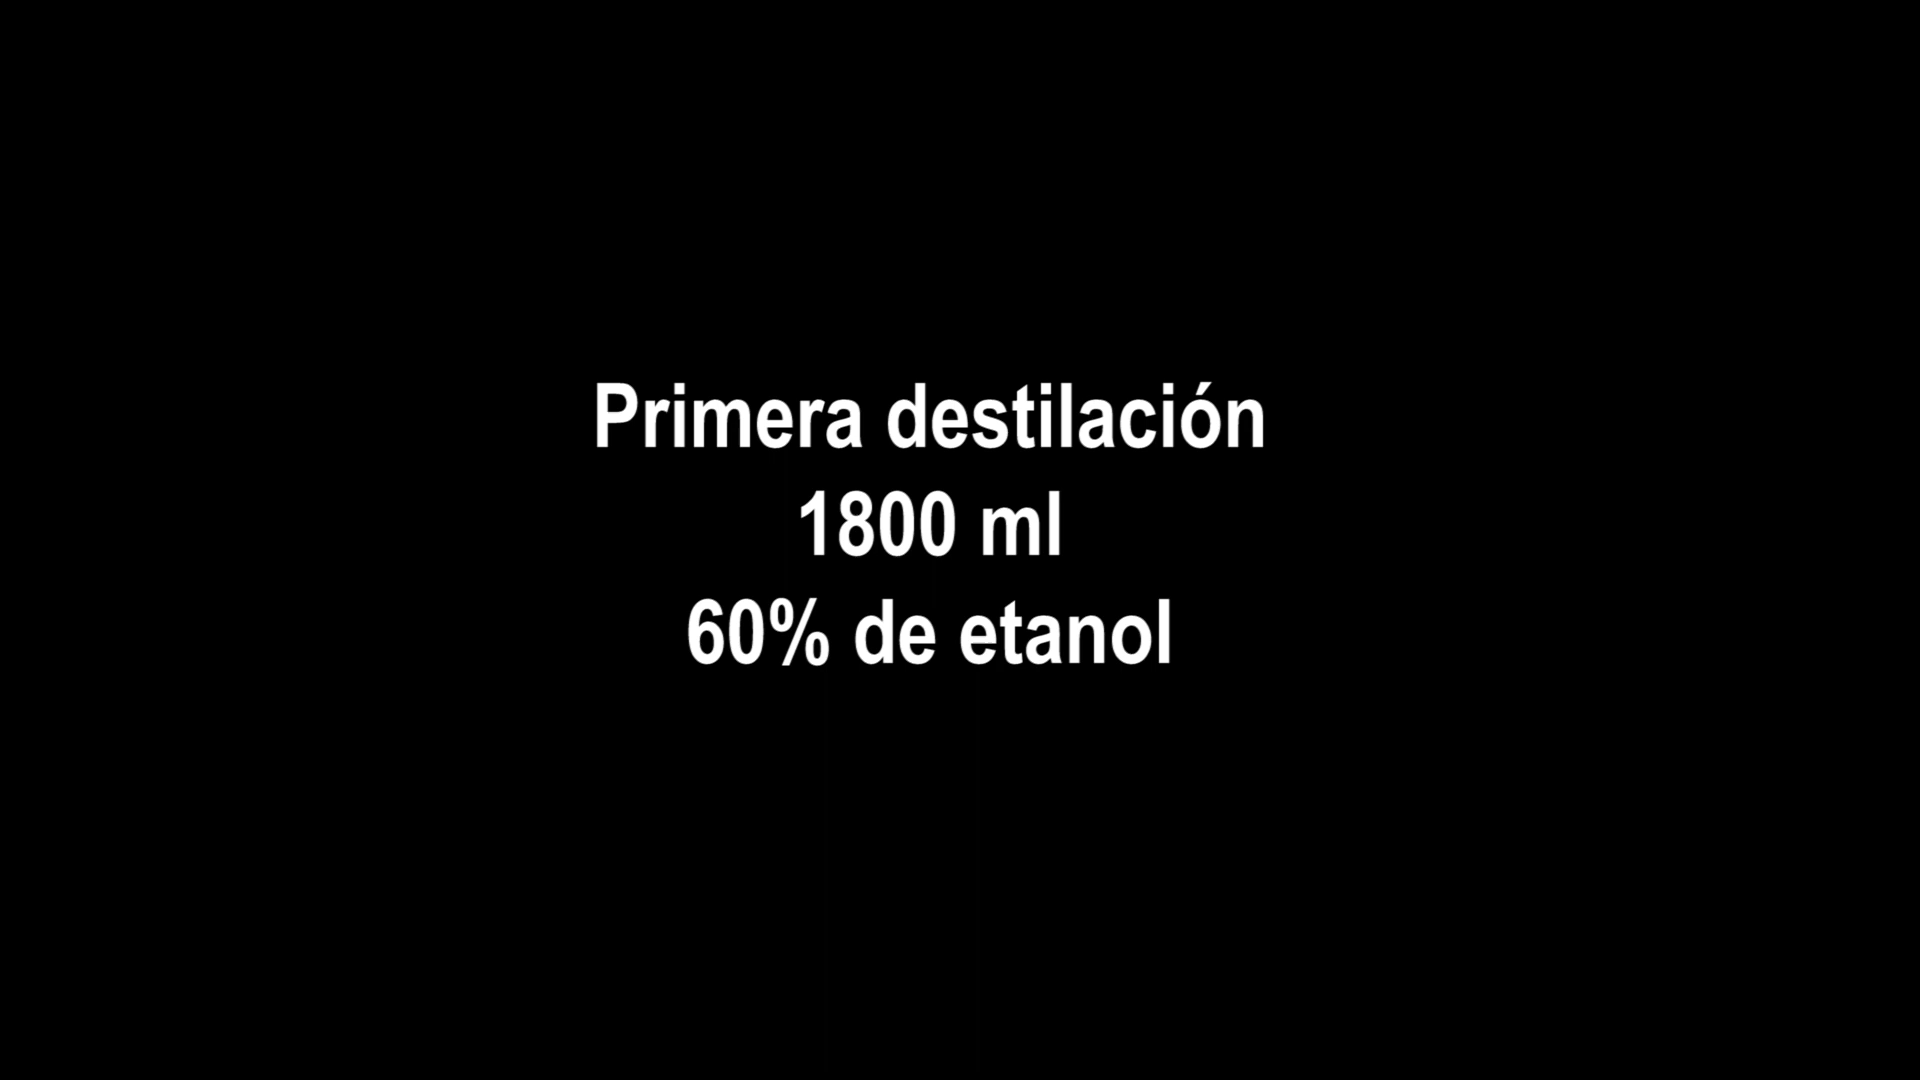 Primera destilación
1800 ml
60% de etanol